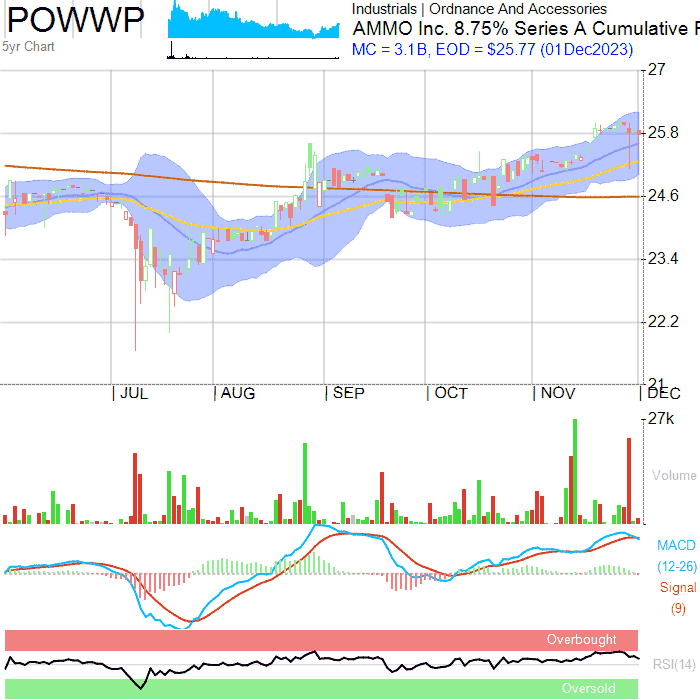 POWWP
5yr Chart
Industrials | Ordnance And Accessories
AMMO Inc. 8.75% Series A Cumulative
MC = 3.1B, EOD = $25.77 (01Dec2023)
27
25.8
24.6
23.4
22.2
21
JUL AUG SEP OCT NOV DEC
27k
Volume
MACD
(12-26)
Signal
(9)
Overbought
RSI(14)
Oversold